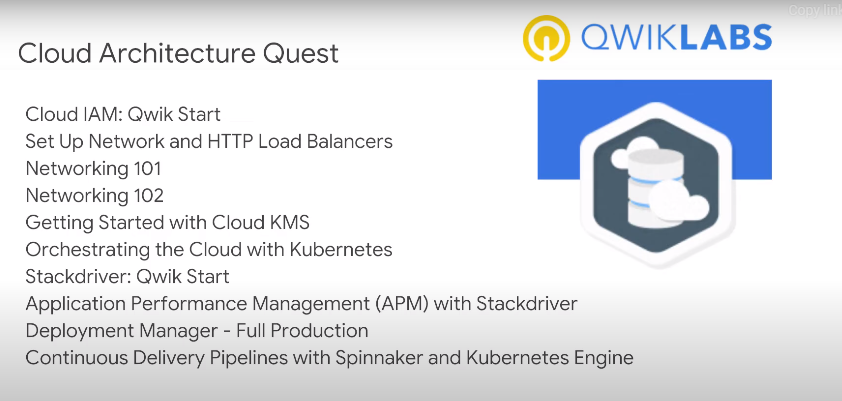 Copy link
Cloud Architecture Quest
QWIKLABS
Cloud IAM: Qwik Start
Set Up Network and HTTP Load Balancers
Networking 101
Networking 102
Getting Started with Cloud KMS
Orchestrating the Cloud with Kubernetes
Stackdriver: Qwik Start
Application Performance Management (APM) with Stackdriver
Deployment Manager - Full Production
Continuous Delivery Pipelines with Spinnaker and Kubernetes Engine